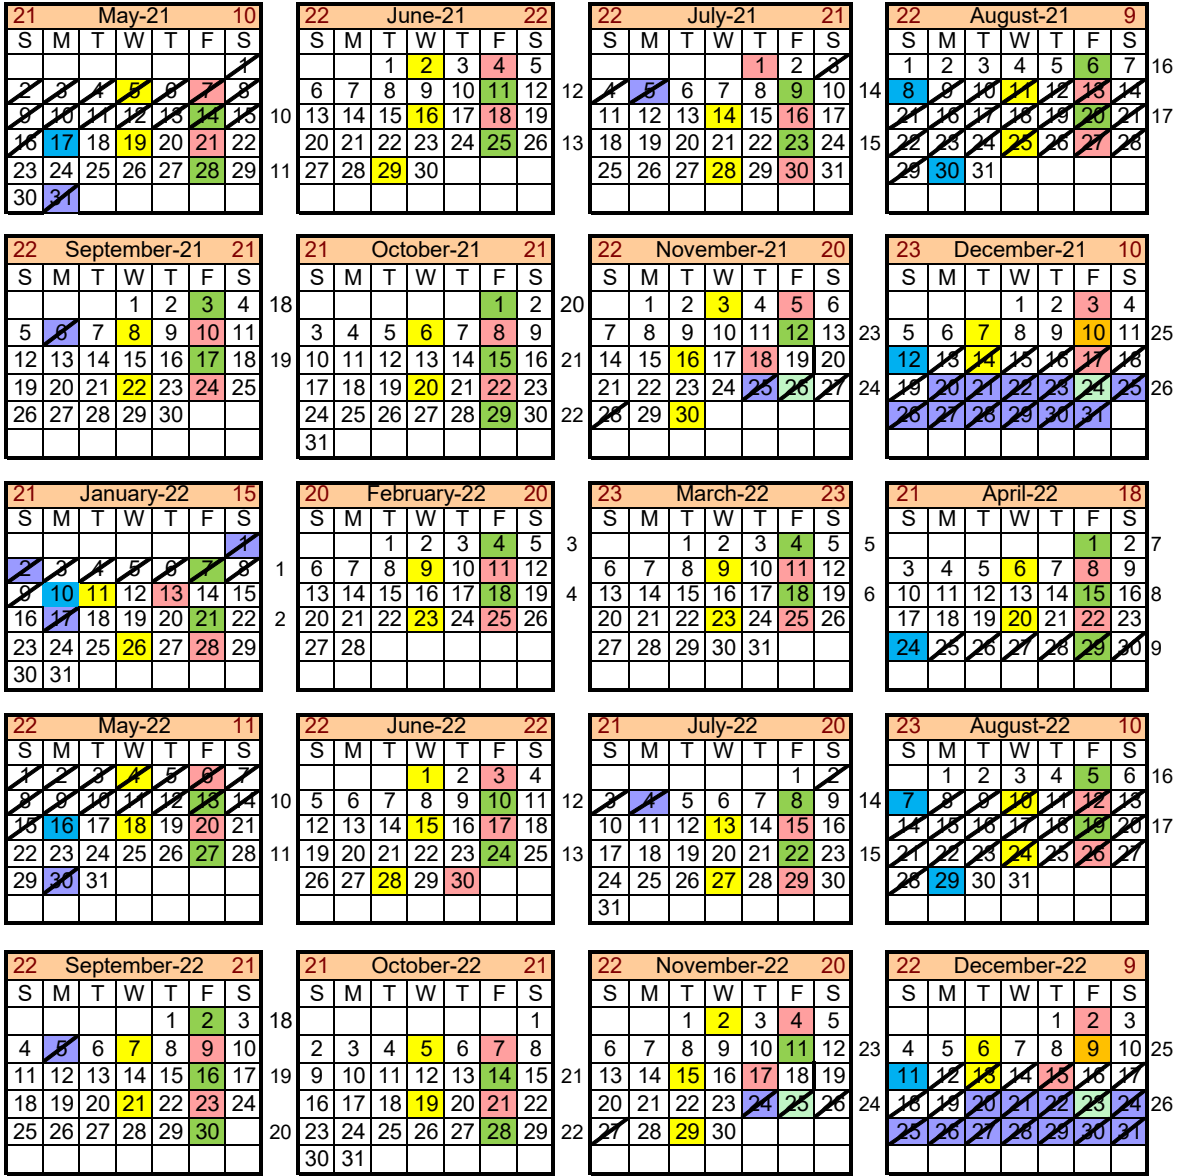 21 May-21 10
S M T W T F S
1
2 3 4 5 6 7 8
9 10 11 12 13 14 15 10
16 17 18 19 20 21 22
23 24 25 26 27 28 29 11
30 31
22 June-21 22
S M T W T F S
1 2 3 4 5
6 7 8 9 10 11 12 12
13 14 15 16 17 18 19
20 21 22 23 24 25 26 13
27 28 29 30
22 July-21 21
S M T W T F S
1 2 3
4 5 6 7 8 9 10 14
11 12 13 14 15 16 17
18 19 20 21 22 23 24 15
25 26 27 28 29 30 31
22 August-21 9
S M T W T F S
1 2 3 4 5 6 7 16
8 9 10 11 12 13 14
15 16 17 18 19 20 21 17
22 23 24 25 26 27 28
29 30 31
22 September-21 21
S M T W T F S
1 2 3 4 18
5 6 7 8 9 10 11
12 13 14 15 16 17 18 19
19 20 21 22 23 24 25
26 27 28 29 30
21 October-21 21
S M T W T F S
1 2 20
3 4 5 6 7 8 9
10 11 12 13 14 15 16 21
17 18 19 20 21 22 23
24 25 26 27 28 29 30 22
31
22 November-21 20
S M T W T F S
1 2 3 4 5 6
7 8 9 10 11 12 13 23
14 15 16 17 18 19 20
21 22 23 24 25 26 27 24
28 29 30
23 December-21 10
S M T W T F S
1 2 3 4
5 6 7 8 9 10 11 25
12 13 14 15 16 17 18
19 20 21 22 23 24 25 26
26 27 28 29 30 31
21 January-22 15
S M T W T F S
1
2 3 4 5 6 7 8 1
9 10 11 12 13 14 15
16 17 18 19 20 21 22 2
23 24 25 26 27 28 29
30 31
20 February-22 20
S M T W T F S
1 2 3 4 5 3
6 7 8 9 10 11 12
13 14 15 16 17 18 19 4
20 21 22 23 24 25 26
27 28
23 March-22 23
S M T W T F S
1 2 3 4 5 5
6 7 8 9 10 11 12
13 14 15 16 17 18 19 6
20 21 22 23 24 25 26
27 28 29 30 31
21 April-22 18
S M T W T F S
1 2 7
3 4 5 6 7 8 9
10 11 12 13 14 15 16 8
17 18 19 20 21 22 23
24 25 26 27 28 29 30 9
22 May-22 11
S M T W T F S
1 2 3 4 5 6 7
8 9 10 11 12 13 14 10
15 16 17 18 19 20 21
22 23 24 25 26 27 28 11
29 30 31
22 June-22 22
S M T W T F S
1 2 3 4
5 6 7 8 9 10 11 12
12 13 14 15 16 17 18
19 20 21 22 23 24 25 13
26 27 28 29 30
21 July-22 20
S M T W T F S
1 2
3 4 5 6 7 8 9 14
10 11 12 13 14 15 16
17 18 19 20 21 22 23 15
24 25 26 27 28 29 30
31
23 August-22 10
S M T W T F S
1 2 3 4 5 6 16
7 8 9 10 11 12 13
14 15 16 17 18 19 20 17
21 22 23 24 25 26 27
28 29 30 31
22 September-22 21
S M T W T F S
1 2 3 18
4 5 6 7 8 9 10
11 12 13 14 15 16 17 19
18 19 20 21 22 23 24
25 26 27 28 29 30 20
21 October-22 21
S M T W T F S
1
2 3 4 5 6 7 8
9 10 11 12 13 14 15 21
16 17 18 19 20 21 22
23 24 25 26 27 28 29 22
30 31
22 November-22 20
S M T W T F S
1 2 3 4 5
6 7 8 9 10 11 12 23
13 14 15 16 17 18 19
20 21 22 23 24 25 26 24
27 28 29 30
22 December-22 9
S M T W T F S
1 2 3
4 5 6 7 8 9 10 25
11 12 13 14 15 16 17
18 19 20 21 22 23 24 26
25 26 27 28 29 30 31